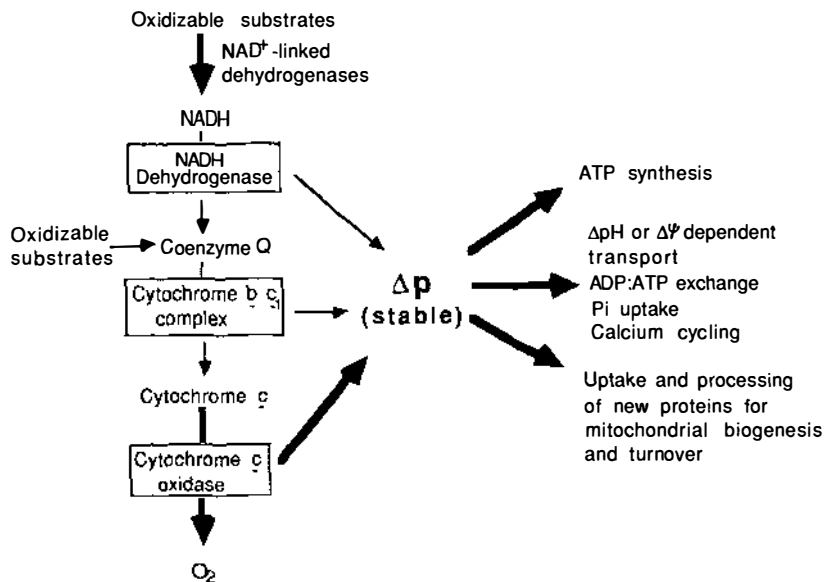 Oxidizable substrates
NAD⁺-linked
dehydrogenases
NADH
NADH
Dehydrogenase
Oxidizable
substrates
Coenzyme Q
Cytochrome b c₁
complex
Cytochrome c
Cytochrome c
oxidase
O₂
Δp
(stable)
ATP synthesis
ΔpH or Δψ dependent
transport
ADP:ATP exchange
Pi uptake
Calcium cycling
Uptake and processing
of new proteins for
mitochondrial biogenesis
and turnover